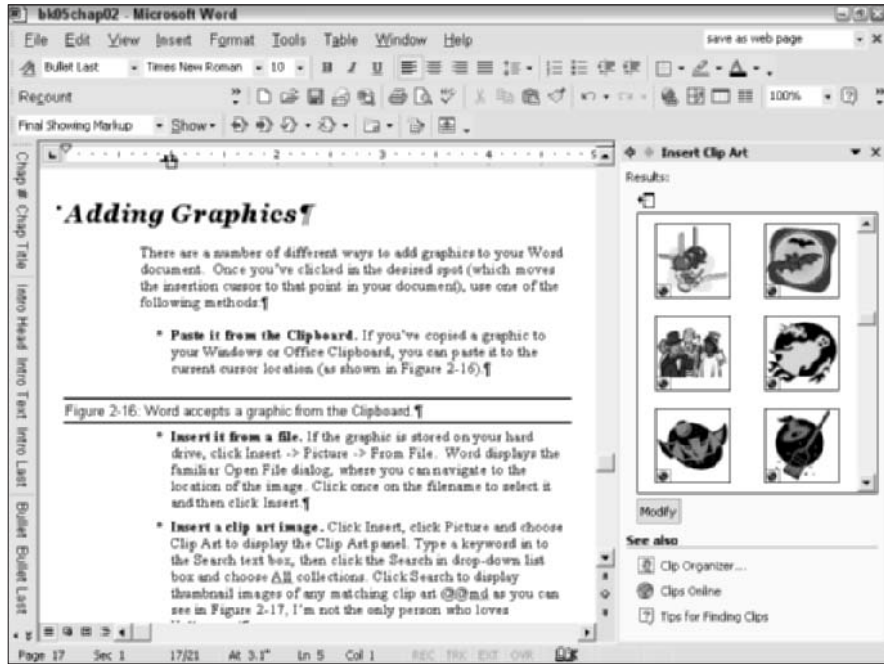 bk05chap02 - Microsoft Word
File Edit View Insert Format Tools Table Window Help
save as web page
Bullet Last Times New Roman 10 B I U
Recount 100%
Final Showing Markup Show
1 2 3 4 5
Insert Clip Art
Results:
Chap # Chap Title Intro Head Intro Text Intro Last Bullet Bullet Last
Adding Graphics¶
There are a number of different ways to add graphics to your Word
document. Once you've clicked in the desired spot (which moves
the insertion cursor to that point in your document), use one of the
following methods:¶
Paste it from the Clipboard. If you've copied a graphic to
your Windows or Office Clipboard, you can paste it to the
current cursor location (as shown in Figure 2-16).¶
Figure 2-16: Word accepts a graphic from the Clipboard.¶
Insert it from a file. If the graphic is stored on your hard
drive, click Insert -> Picture -> From File. Word displays the
familiar Open File dialog, where you can navigate to the
location of the image. Click once on the filename to select it
and then click Insert.¶
Insert a clip art image. Click Insert, click Picture and choose
Clip Art to display the Clip Art panel. Type a keyword in to
the Search text box, then click the Search in drop-down list
box and choose All collections. Click Search to display
thumbnail images of any matching clip art @@md as you can
see in Figure 2-17, I'm not the only person who loves
Modify
See also
Clip Organizer...
Clips Online
Tips for Finding Clips
Page 17 Sec 1 17/21 At 3.1" Ln 5 Col 1 REC TRK EXT OVR